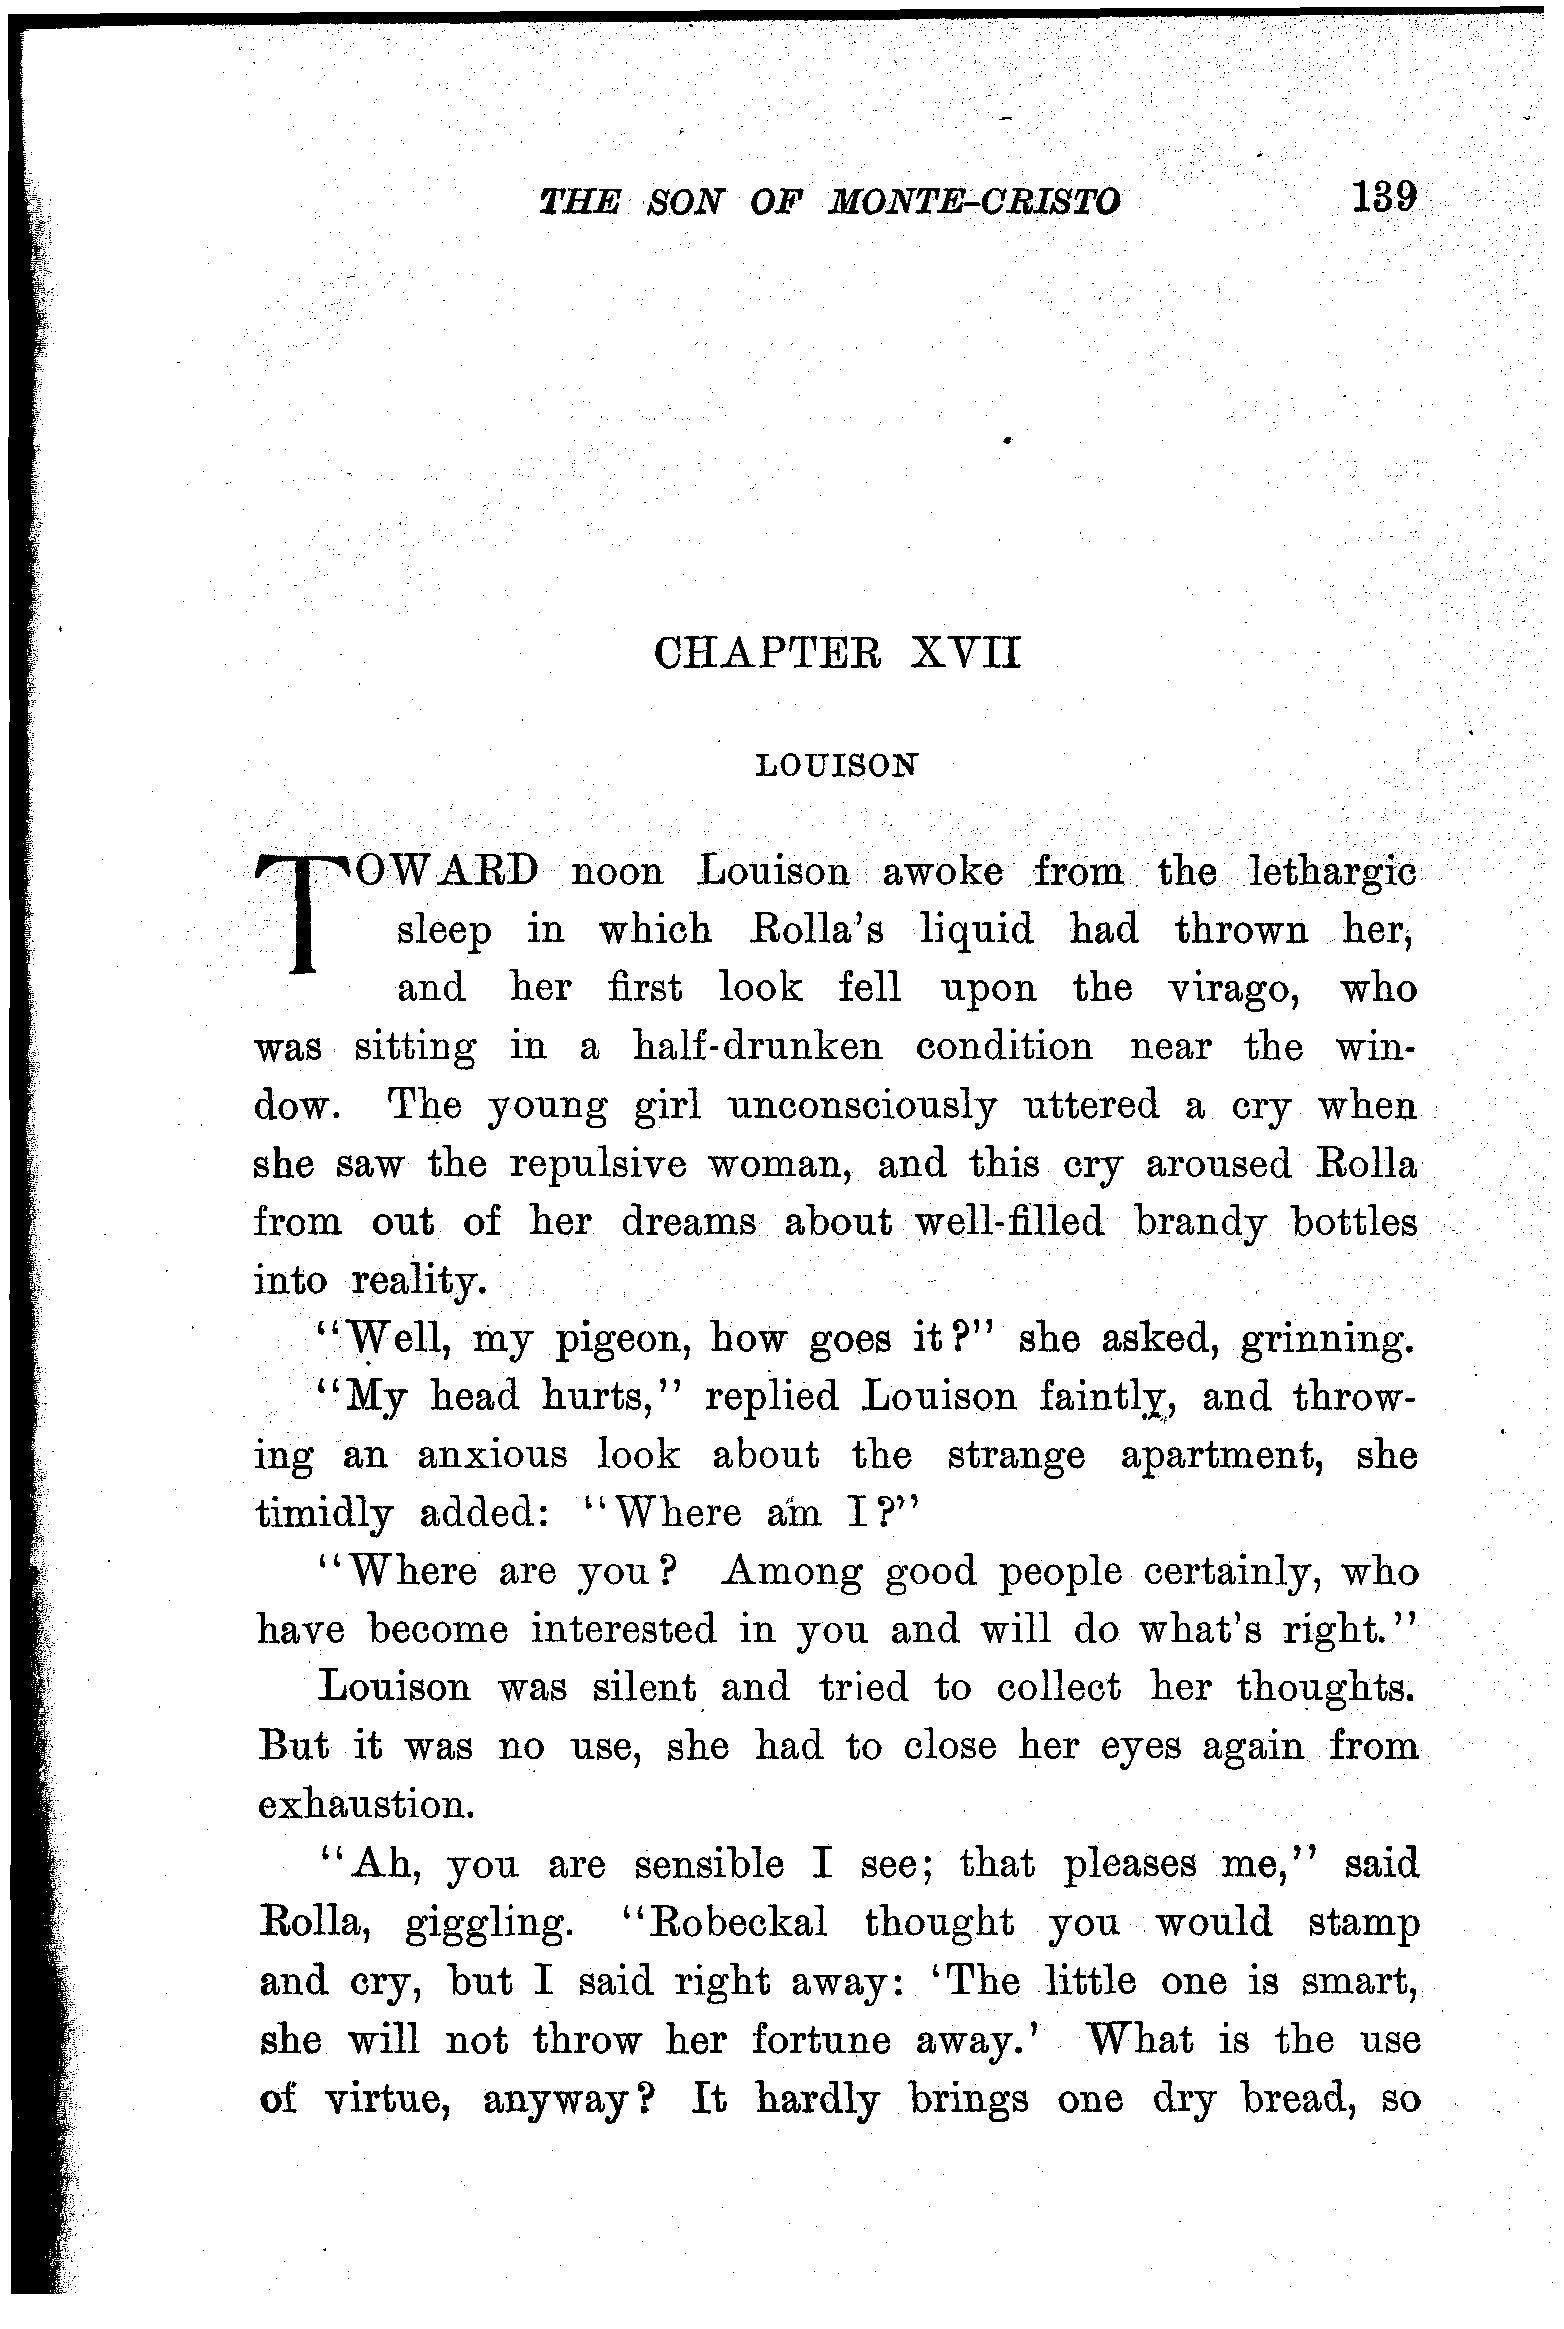 THE SON OF MONTE-CRISTO 139
CHAPTER XVII
LOUISON
TOWARD noon Louison awoke from the lethargic
sleep in which Rolla's liquid had thrown her,
and her first look fell upon the virago, who
was sitting in a half-drunken condition near the win-
dow. The young girl unconsciously uttered a cry when
she saw the repulsive woman, and this cry aroused Rolla
from out of her dreams about well-filled brandy bottles
into reality.
"Well, my pigeon, how goes it?" she asked, grinning.
"My head hurts," replied Louison faintly, and throw-
ing an anxious look about the strange apartment, she
timidly added: "Where am I?"
"Where are you? Among good people certainly, who
have become interested in you and will do what's right."
Louison was silent and tried to collect her thoughts.
But it was no use, she had to close her eyes again from
exhaustion.
"Ah, you are sensible I see; that pleases me," said
Rolla, giggling. "Robeckal thought you would stamp
and cry, but I said right away: 'The little one is smart,
she will not throw her fortune away.' What is the use
of virtue, anyway? It hardly brings one dry bread, so